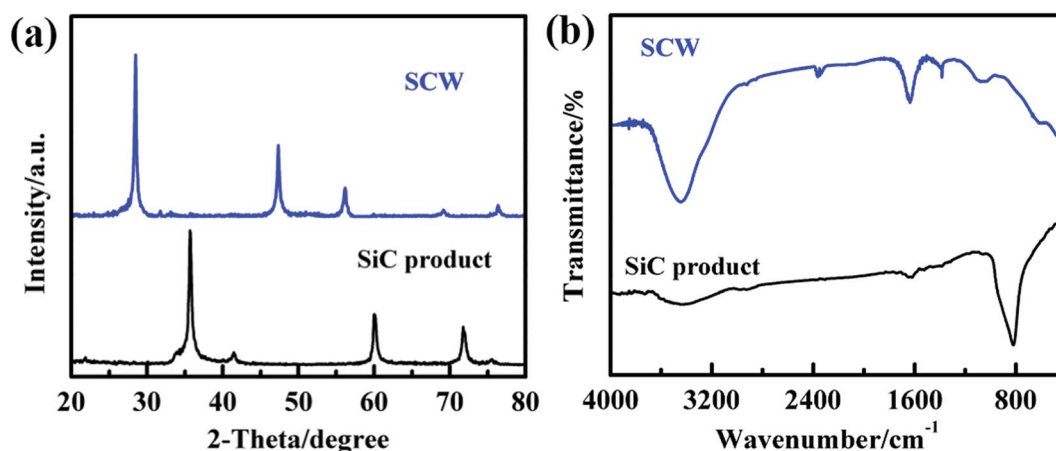 (a)
SCW
SiC product
Intensity/a.u.
20 30 40 50 60 70 80
2-Theta/degree
(b)
SCW
SiC product
Transmittance/%
4000 3200 2400 1600 800
Wavenumber/cm⁻¹